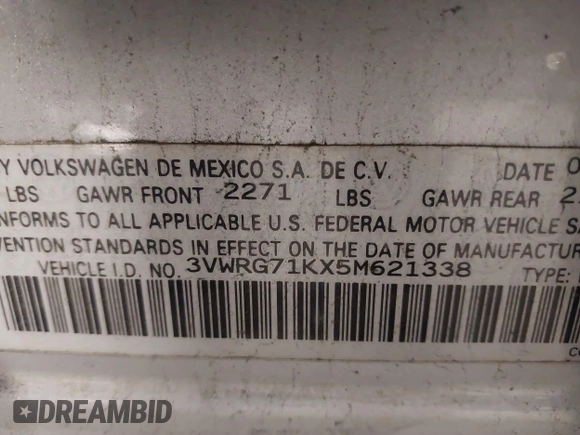 Y VOLKSWAGEN DE MEXICO S.A. DE C.V. DATE
LBS GAWR FRONT 2271 LBS GAWR REAR
NFORMS TO ALL APPLICABLE U.S. FEDERAL MOTOR VEHICLE
VENTION STANDARDS IN EFFECT ON THE DATE OF MANUFACTUR
VEHICLE I.D. NO. 3VWRG71KX5M621338 TYPE:
DREAMBID